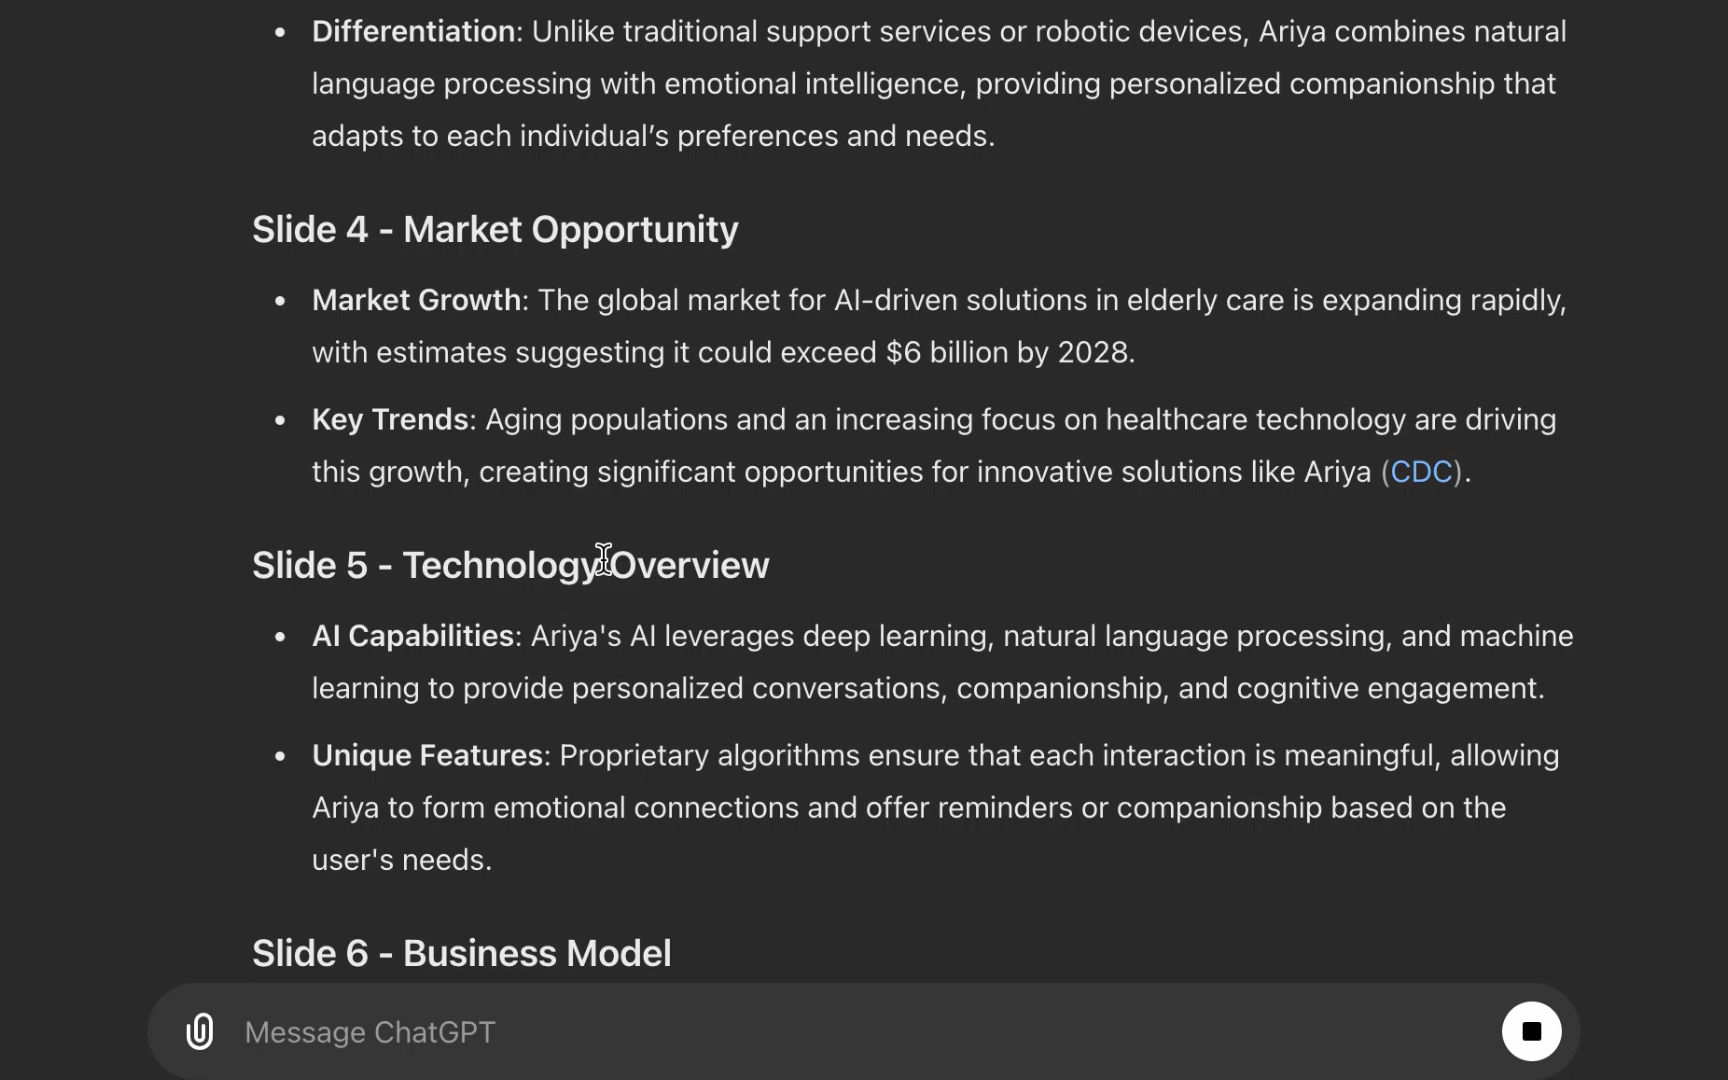 • Differentiation: Unlike traditional support services or robotic devices, Ariya combines natural
language processing with emotional intelligence, providing personalized companionship that
adapts to each individual’s preferences and needs.
Slide 4 - Market Opportunity
• Market Growth: The global market for AI-driven solutions in elderly care is expanding rapidly,
with estimates suggesting it could exceed $6 billion by 2028.
• Key Trends: Aging populations and an increasing focus on healthcare technology are driving
this growth, creating significant opportunities for innovative solutions like Ariya (CDC).
Slide 5 - Technology Overview
• AI Capabilities: Ariya's AI leverages deep learning, natural language processing, and machine
learning to provide personalized conversations, companionship, and cognitive engagement.
• Unique Features: Proprietary algorithms ensure that each interaction is meaningful, allowing
Ariya to form emotional connections and offer reminders or companionship based on the
user's needs.
Slide 6 - Business Model
Message ChatGPT